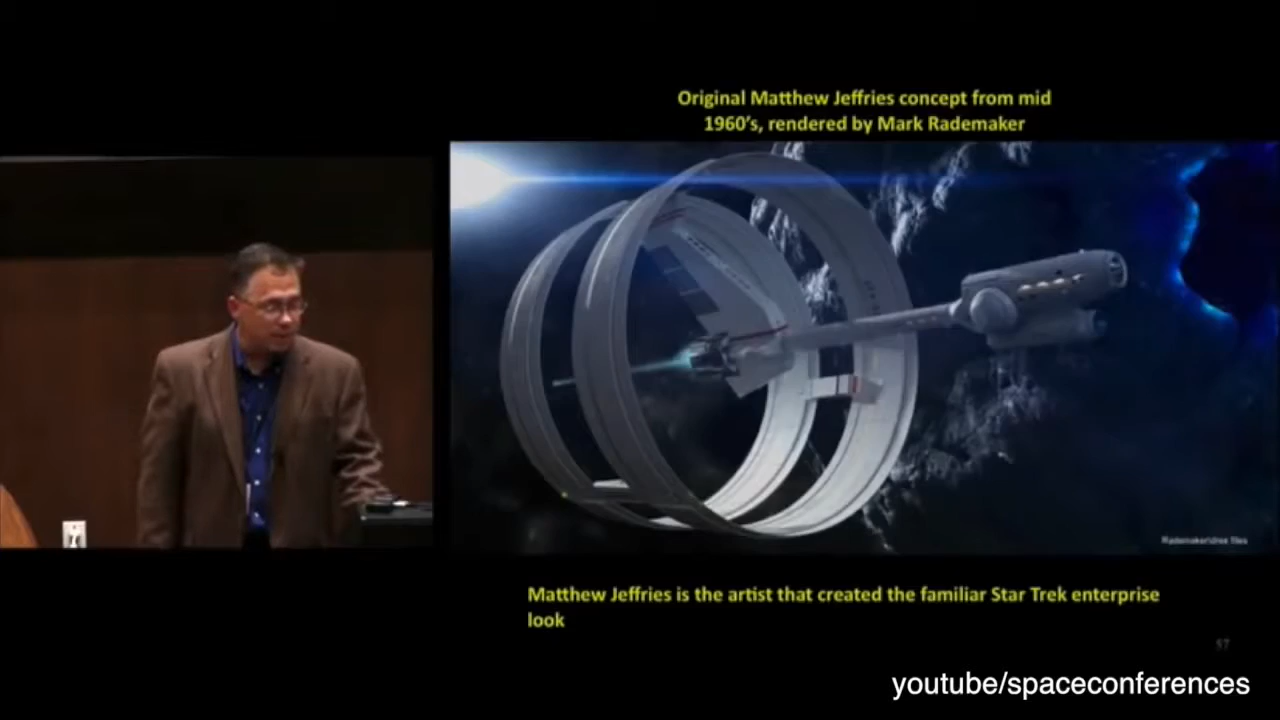 Original Matthew Jeffries concept from mid
1960's, rendered by Mark Rademaker
Matthew Jeffries is the artist that created the familiar Star Trek enterprise
look
57
youtube/spaceconferences